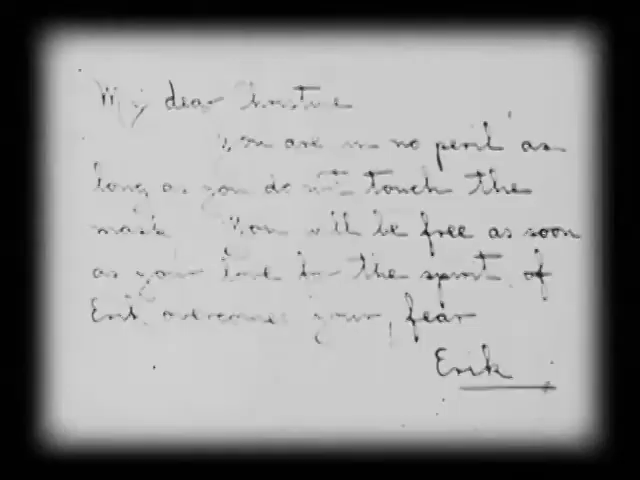 My dear Christine
You are in no peril as
long as you do not touch the
mask You will be free as soon
as your love for the spirit of
Erik overcomes your fear
Erik